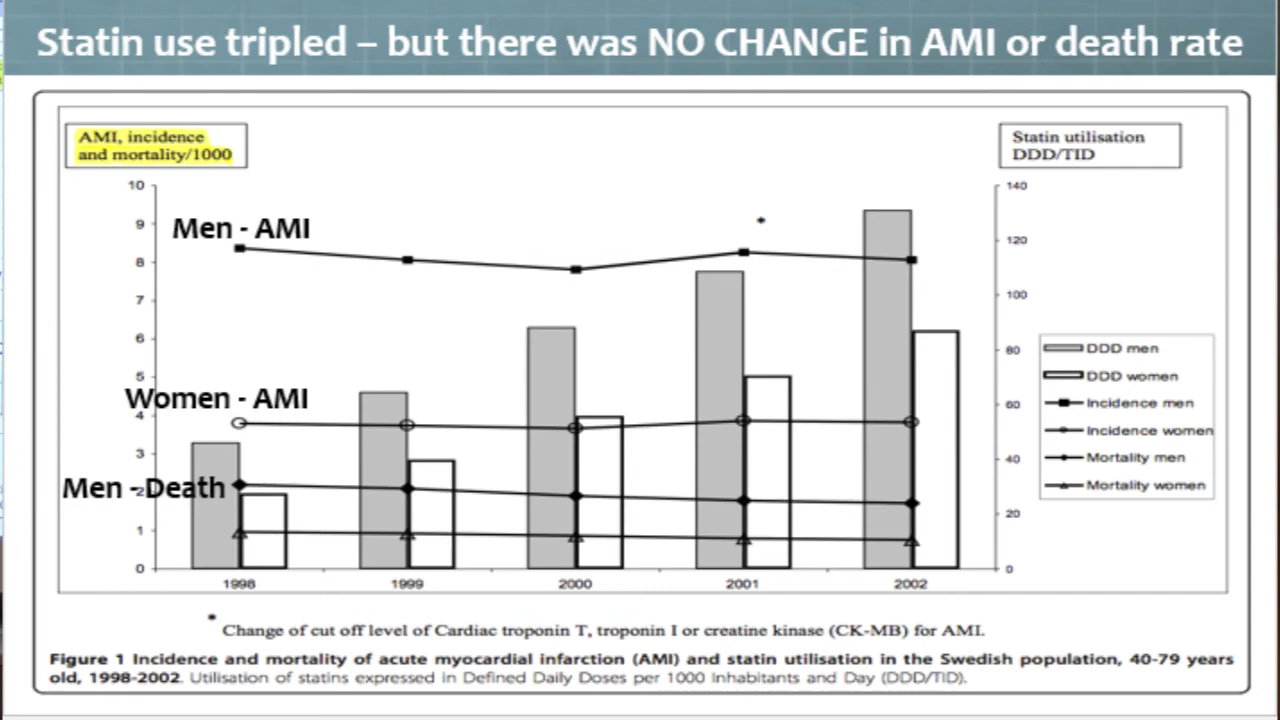 Statin use tripled – but there was NO CHANGE in AMI or death rate
AMI, incidence
and mortality/1000
Statin utilisation
DDD/TID
10
9
8
7
6
5
4
3
2
1
0
140
120
100
80
60
40
20
0
Men - AMI
*
Women - AMI
Men - Death
DDD men
DDD women
Incidence men
Incidence women
Mortality men
Mortality women
1998
1999
2000
2001
2002
* Change of cut off level of Cardiac troponin T, troponin I or creatine kinase (CK-MB) for AMI.
Figure 1 Incidence and mortality of acute myocardial infarction (AMI) and statin utilisation in the Swedish population, 40-79 years
old, 1998-2002. Utilisation of statins expressed in Defined Daily Doses per 1000 Inhabitants and Day (DDD/TID).